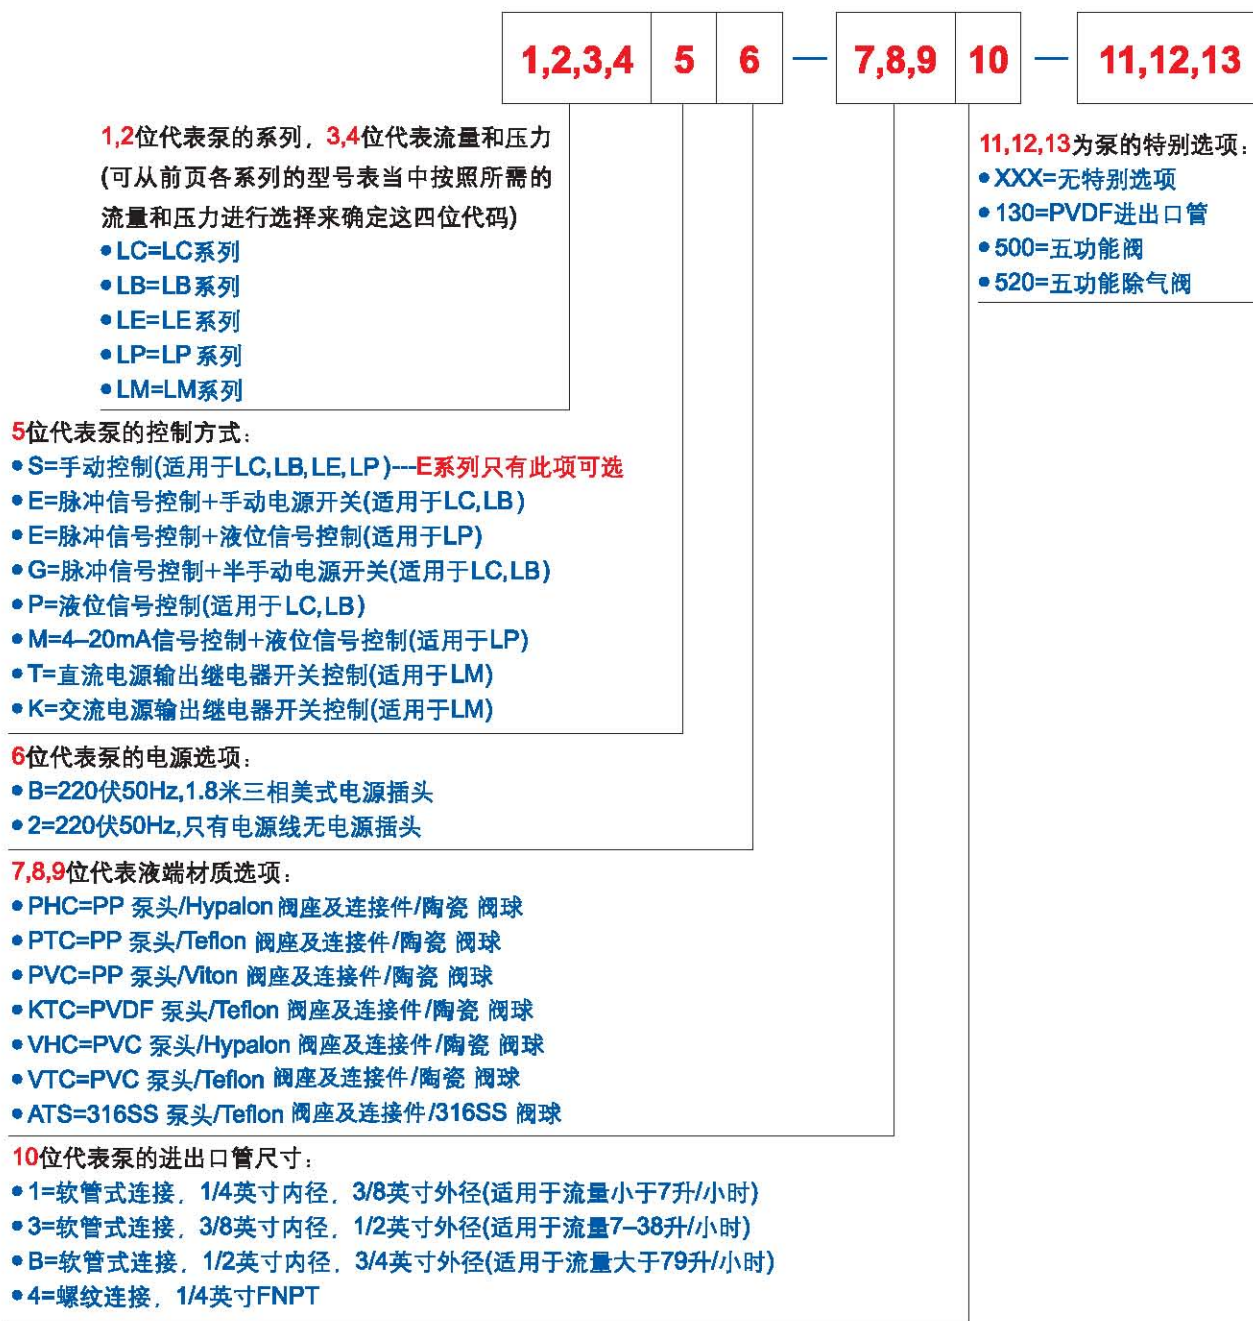 1,2,3,4 5 6 — 7,8,9 10 — 11,12,13
1,2位代表泵的系列，3,4位代表流量和压力
(可从前页各系列的型号表当中按照所需的
流量和压力进行选择来确定这四位代码)
•LC=LC系列
•LB=LB系列
•LE=LE系列
•LP=LP 系列
•LM=LM系列
11,12,13为泵的特别选项：
•XXX=无特别选项
•130=PVDF进出口管
•500=五功能阀
•520=五功能除气阀
5位代表泵的控制方式：
•S=手动控制(适用于LC,LB,LE,LP)---E系列只有此项可选
•E=脉冲信号控制+手动电源开关(适用于LC,LB)
•E=脉冲信号控制+液位信号控制(适用于LP)
•G=脉冲信号控制+半手动电源开关(适用于LC,LB)
•P=液位信号控制(适用于LC,LB)
•M=4–20mA信号控制+液位信号控制(适用于LP)
•T=直流电源输出继电器开关控制(适用于LM)
•K=交流电源输出继电器开关控制(适用于LM)
6位代表泵的电源选项：
•B=220伏50Hz,1.8米三相美式电源插头
•2=220伏50Hz,只有电源线无电源插头
7,8,9位代表液端材质选项：
•PHC=PP 泵头/Hypalon 阀座及连接件/陶瓷 阀球
•PTC=PP 泵头/Teflon 阀座及连接件/陶瓷 阀球
•PVC=PP 泵头/Viton 阀座及连接件/陶瓷 阀球
•KTC=PVDF 泵头/Teflon 阀座及连接件/陶瓷 阀球
•VHC=PVC 泵头/Hypalon 阀座及连接件/陶瓷 阀球
•VTC=PVC 泵头/Teflon 阀座及连接件/陶瓷 阀球
•ATS=316SS 泵头/Teflon 阀座及连接件/316SS 阀球
10位代表泵的进出口管尺寸：
•1=软管式连接，1/4英寸内径，3/8英寸外径(适用于流量小于7升/小时)
•3=软管式连接，3/8英寸内径，1/2英寸外径(适用于流量7–38升/小时)
•B=软管式连接，1/2英寸内径，3/4英寸外径(适用于流量大于79升/小时)
•4=螺纹连接，1/4英寸FNPT